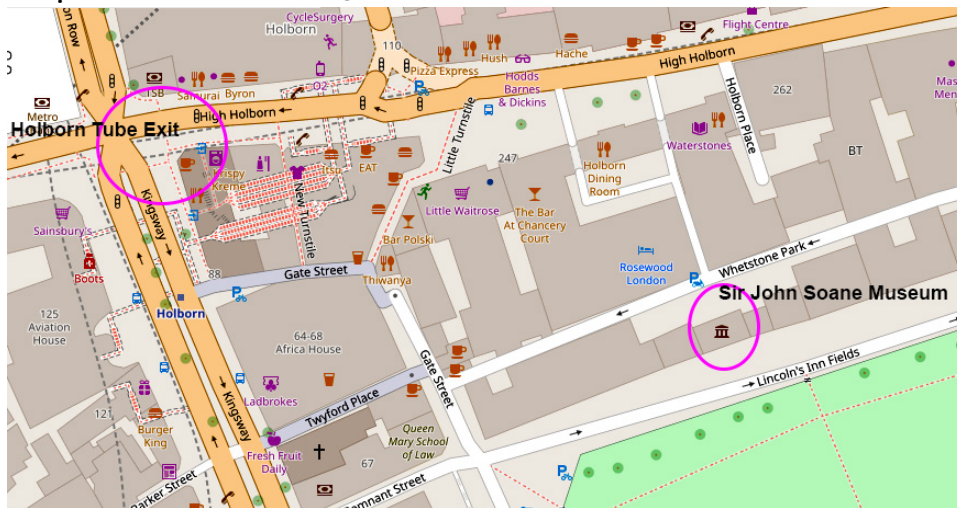 on Row
CycleSurgery
Holborn
Flight Centre
110
Pizza Express
Hush
Hache
Hodds
Barnes
& Dickins
High Holborn
262
Holborn Place
Mas
Men
TSB
Samurai
Byron
O2
Metro
High Holborn
Holborn Tube Exit
Little Turnstile
Waterstones
BT
247
Holborn
Dining
Room
Krispy
Kreme
Itsu
EAT
New Turnstile
Kingsway
Sainsbury's
Little Waitrose
Bar Polski
The Bar
At Chancery
Court
Boots
88
Gate Street
Thiwanya
Rosewood
London
Whetstone Park
Sir John Soane Museum
Holborn
125
Aviation
House
64-68
Africa House
Gate Street
Lincoln's Inn Fields
Ladbrokes
Twyford Place
Kingsway
121
Burger
King
Queen
Mary School
of Law
Fresh Fruit
Daily
67
Parker Street
Remnant Street